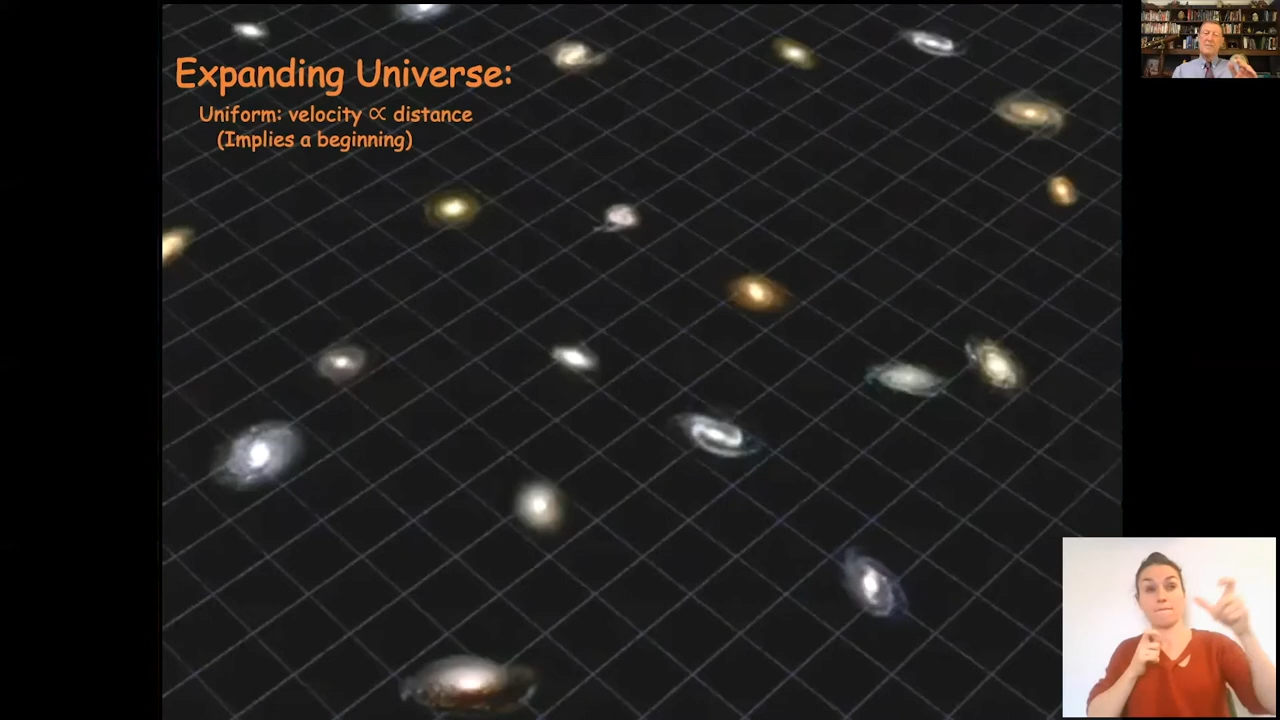 Expanding Universe:
Uniform: velocity ∝ distance
(Implies a beginning)